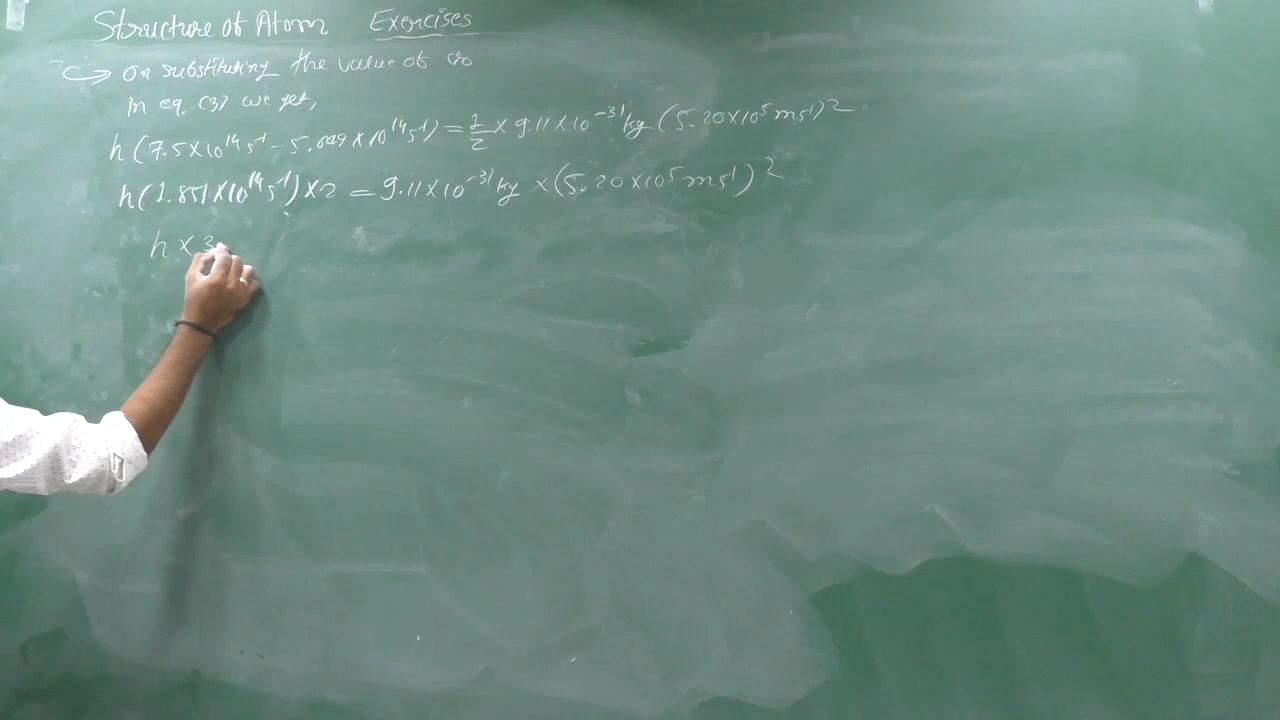 Structure of Atom Exercises
on substituting the value of v0
in eq. (3) we get,
h(7.5×10¹⁴s⁻¹ - 5.649×10¹⁴s⁻¹) = 1/2 × 9.11×10⁻³¹kg (5.20×10⁵ms⁻¹)²
h(1.851×10¹⁴s⁻¹)×2 = 9.11×10⁻³¹kg ×(5.20×10⁵ms⁻¹)²
h × 3